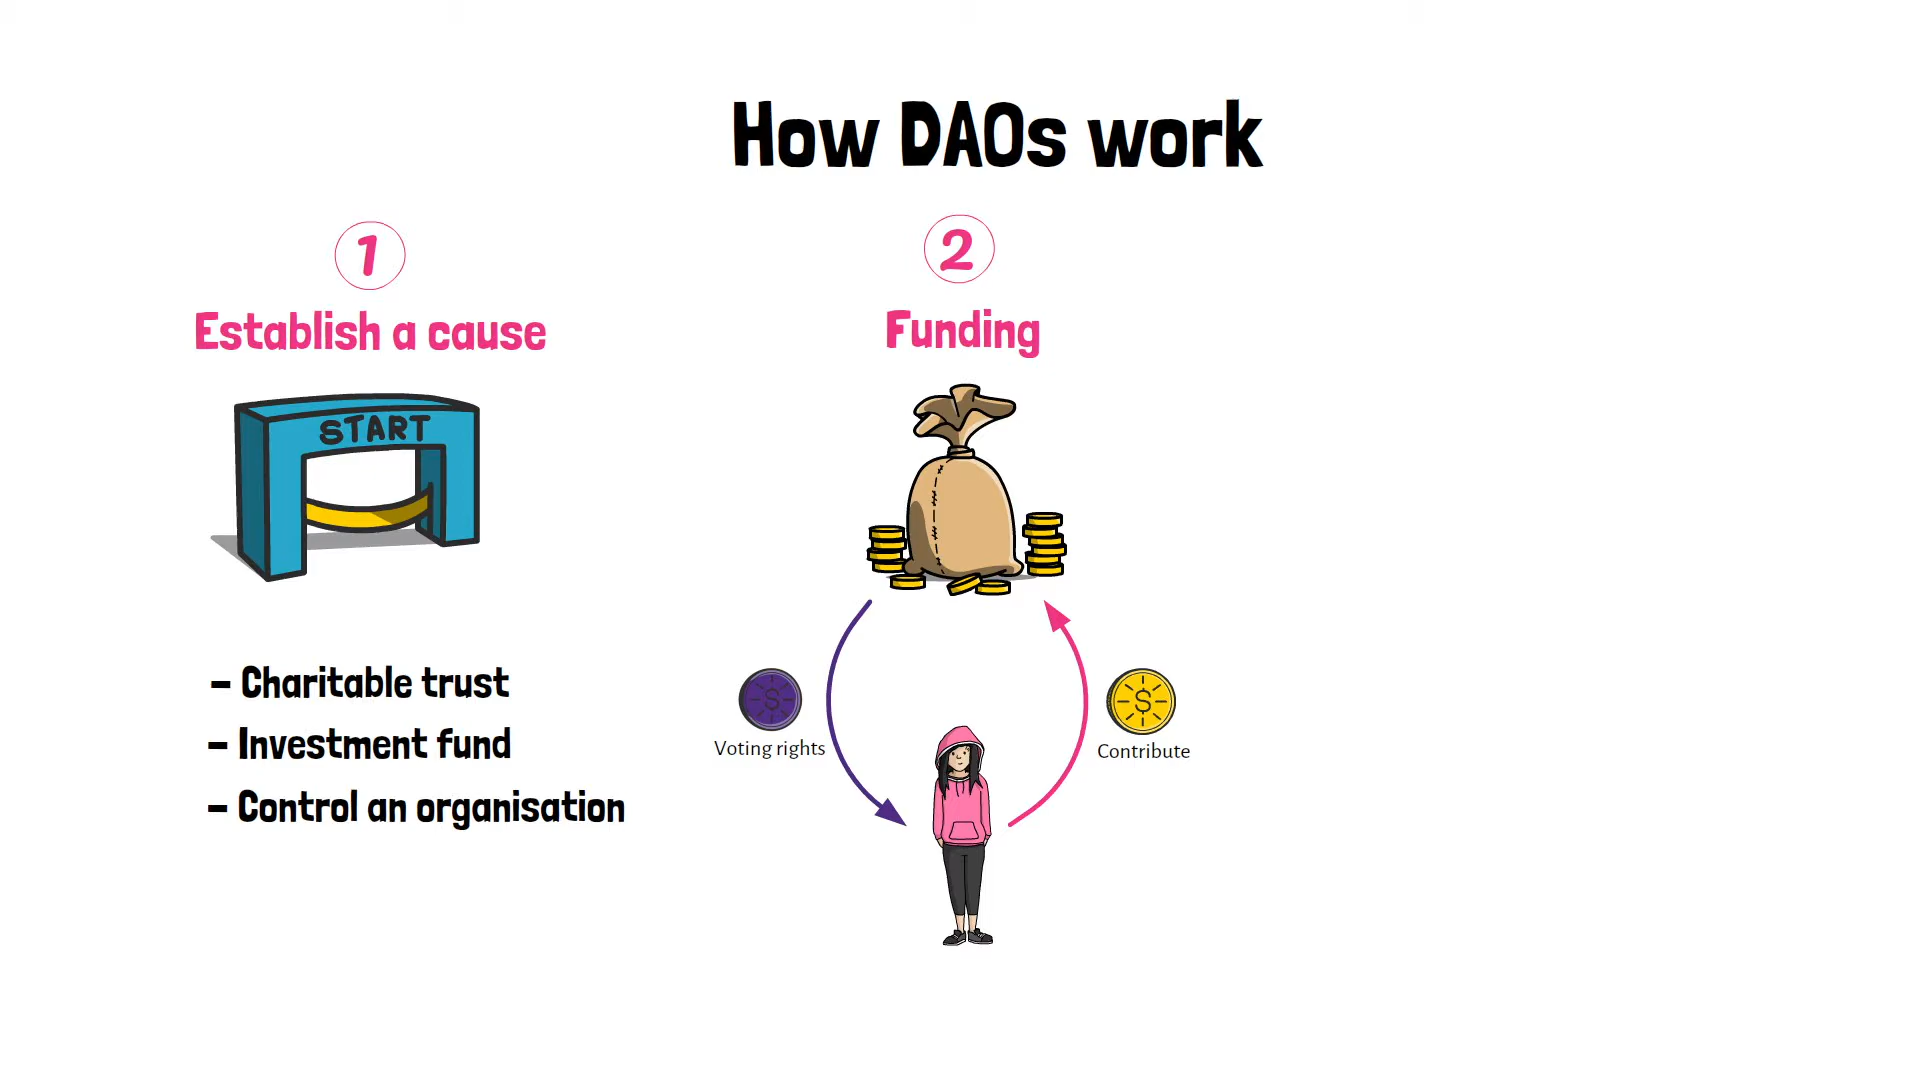 How DAOs work
1
Establish a cause
START
- Charitable trust
- Investment fund
- Control an organisation
2
Funding
$
Voting rights
$
Contribute